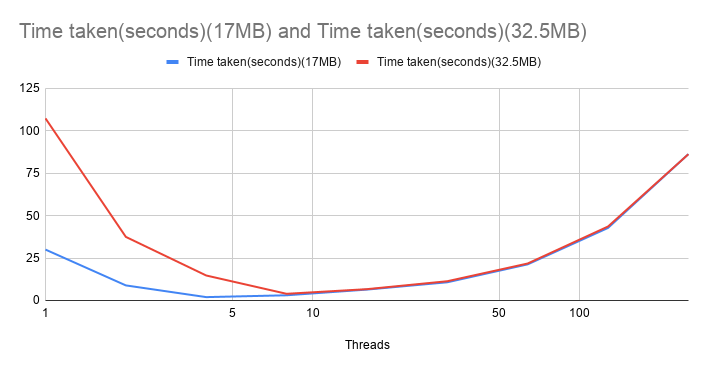 Time taken(seconds)(17MB) and Time taken(seconds)(32.5MB)
Time taken(seconds)(17MB) Time taken(seconds)(32.5MB)
125
100
75
50
25
0
1 5 10 50 100
Threads